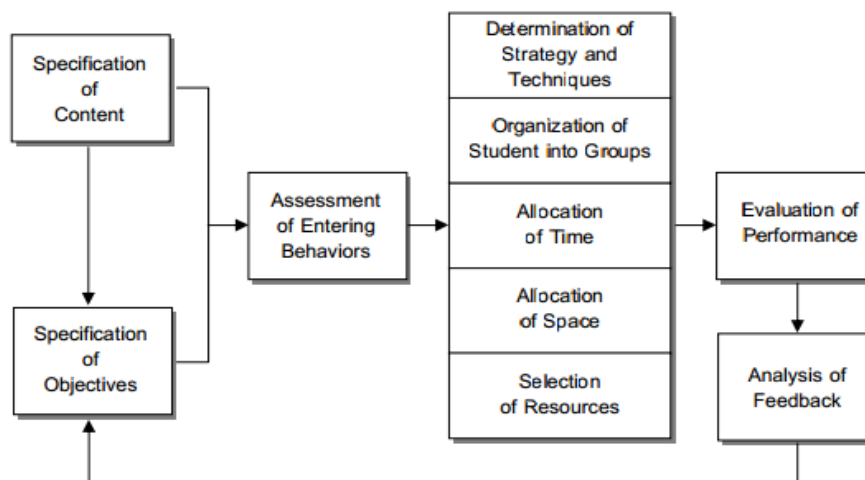 Specification
of
Content
Specification
of
Objectives
Assessment
of Entering
Behaviors
Determination of
Strategy and
Techniques
Organization of
Student into Groups
Allocation
of Time
Allocation
of Space
Selection
of Resources
Evaluation of
Performance
Analysis of
Feedback